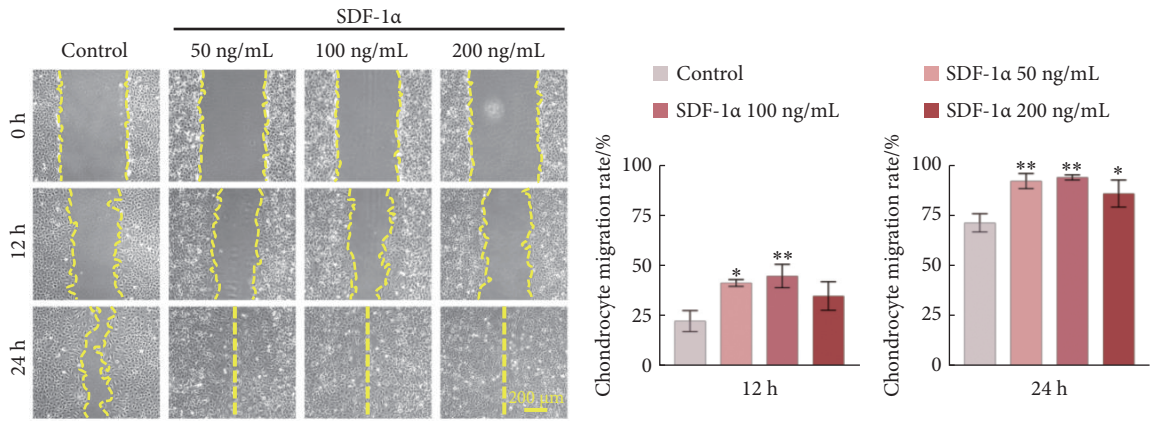 SDF-1α
Control
50 ng/mL
100 ng/mL
200 ng/mL
0 h
12 h
24 h
200 μm
Control
SDF-1α 50 ng/mL
SDF-1α 100 ng/mL
SDF-1α 200 ng/mL
Chondrocyte migration rate/%
100
75
50
25
0
*
**
12 h
Chondrocyte migration rate/%
100
75
50
25
0
**
**
*
24 h